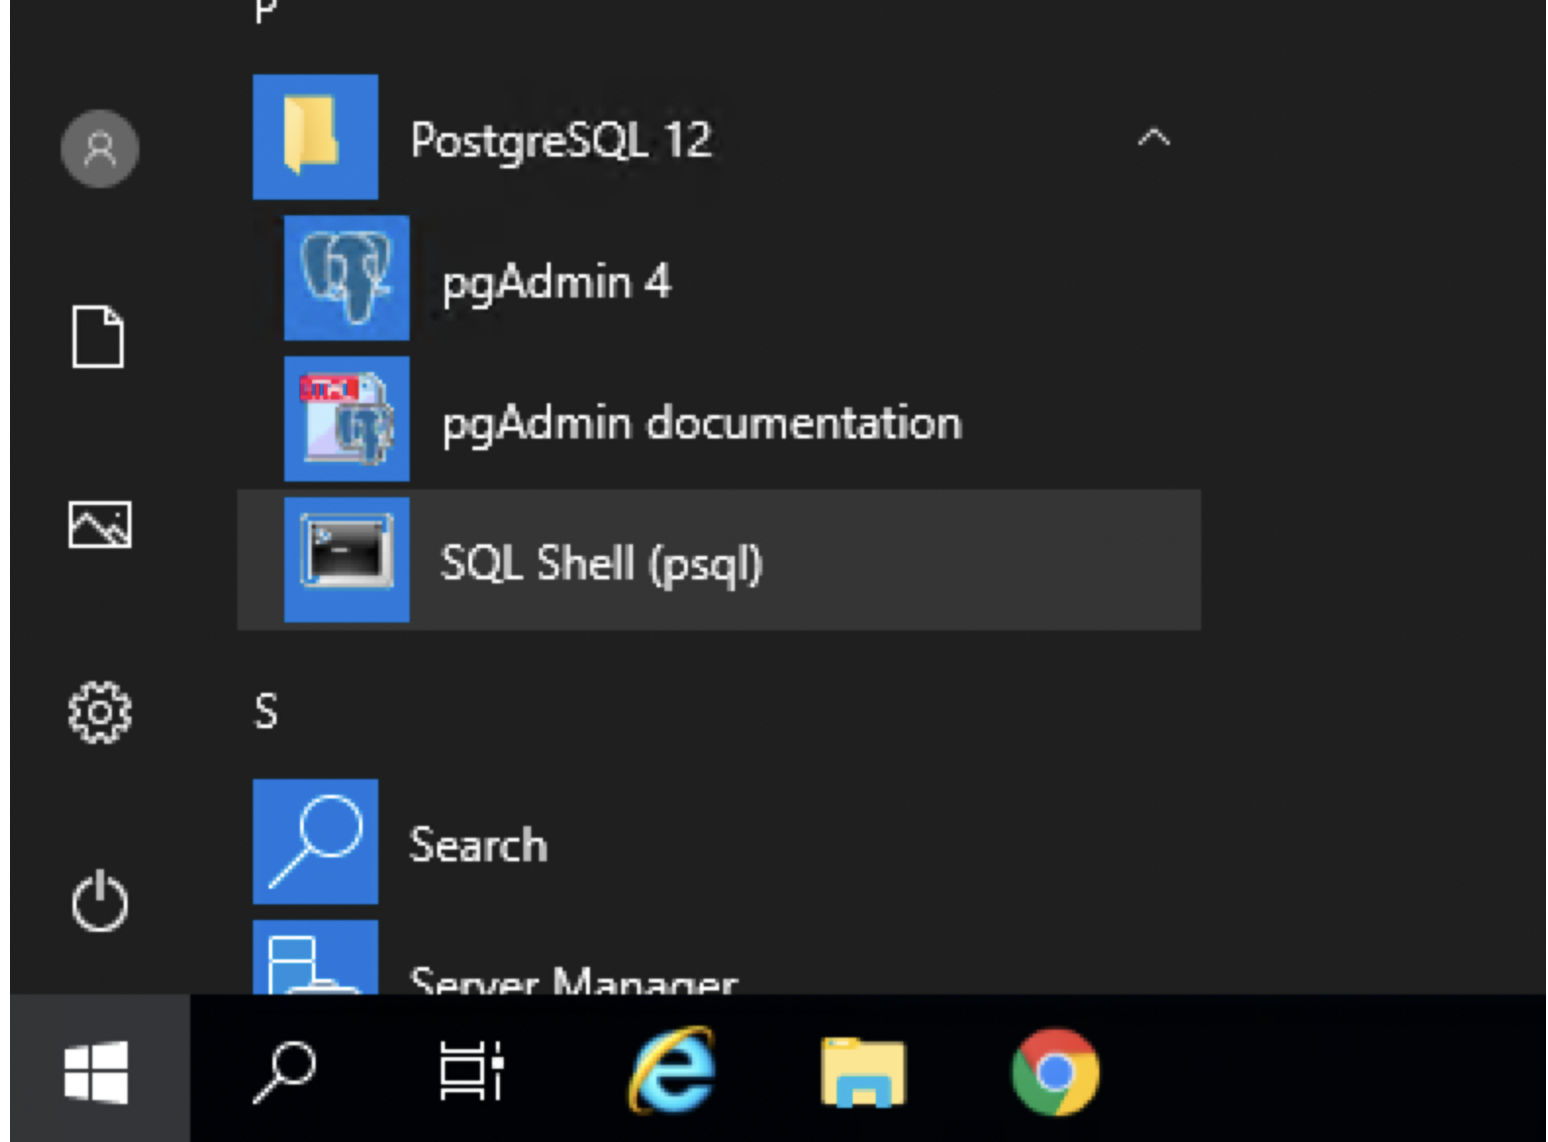 P
PostgreSQL 12
pgAdmin 4
pgAdmin documentation
SQL Shell (psql)
S
Search
Server Manager